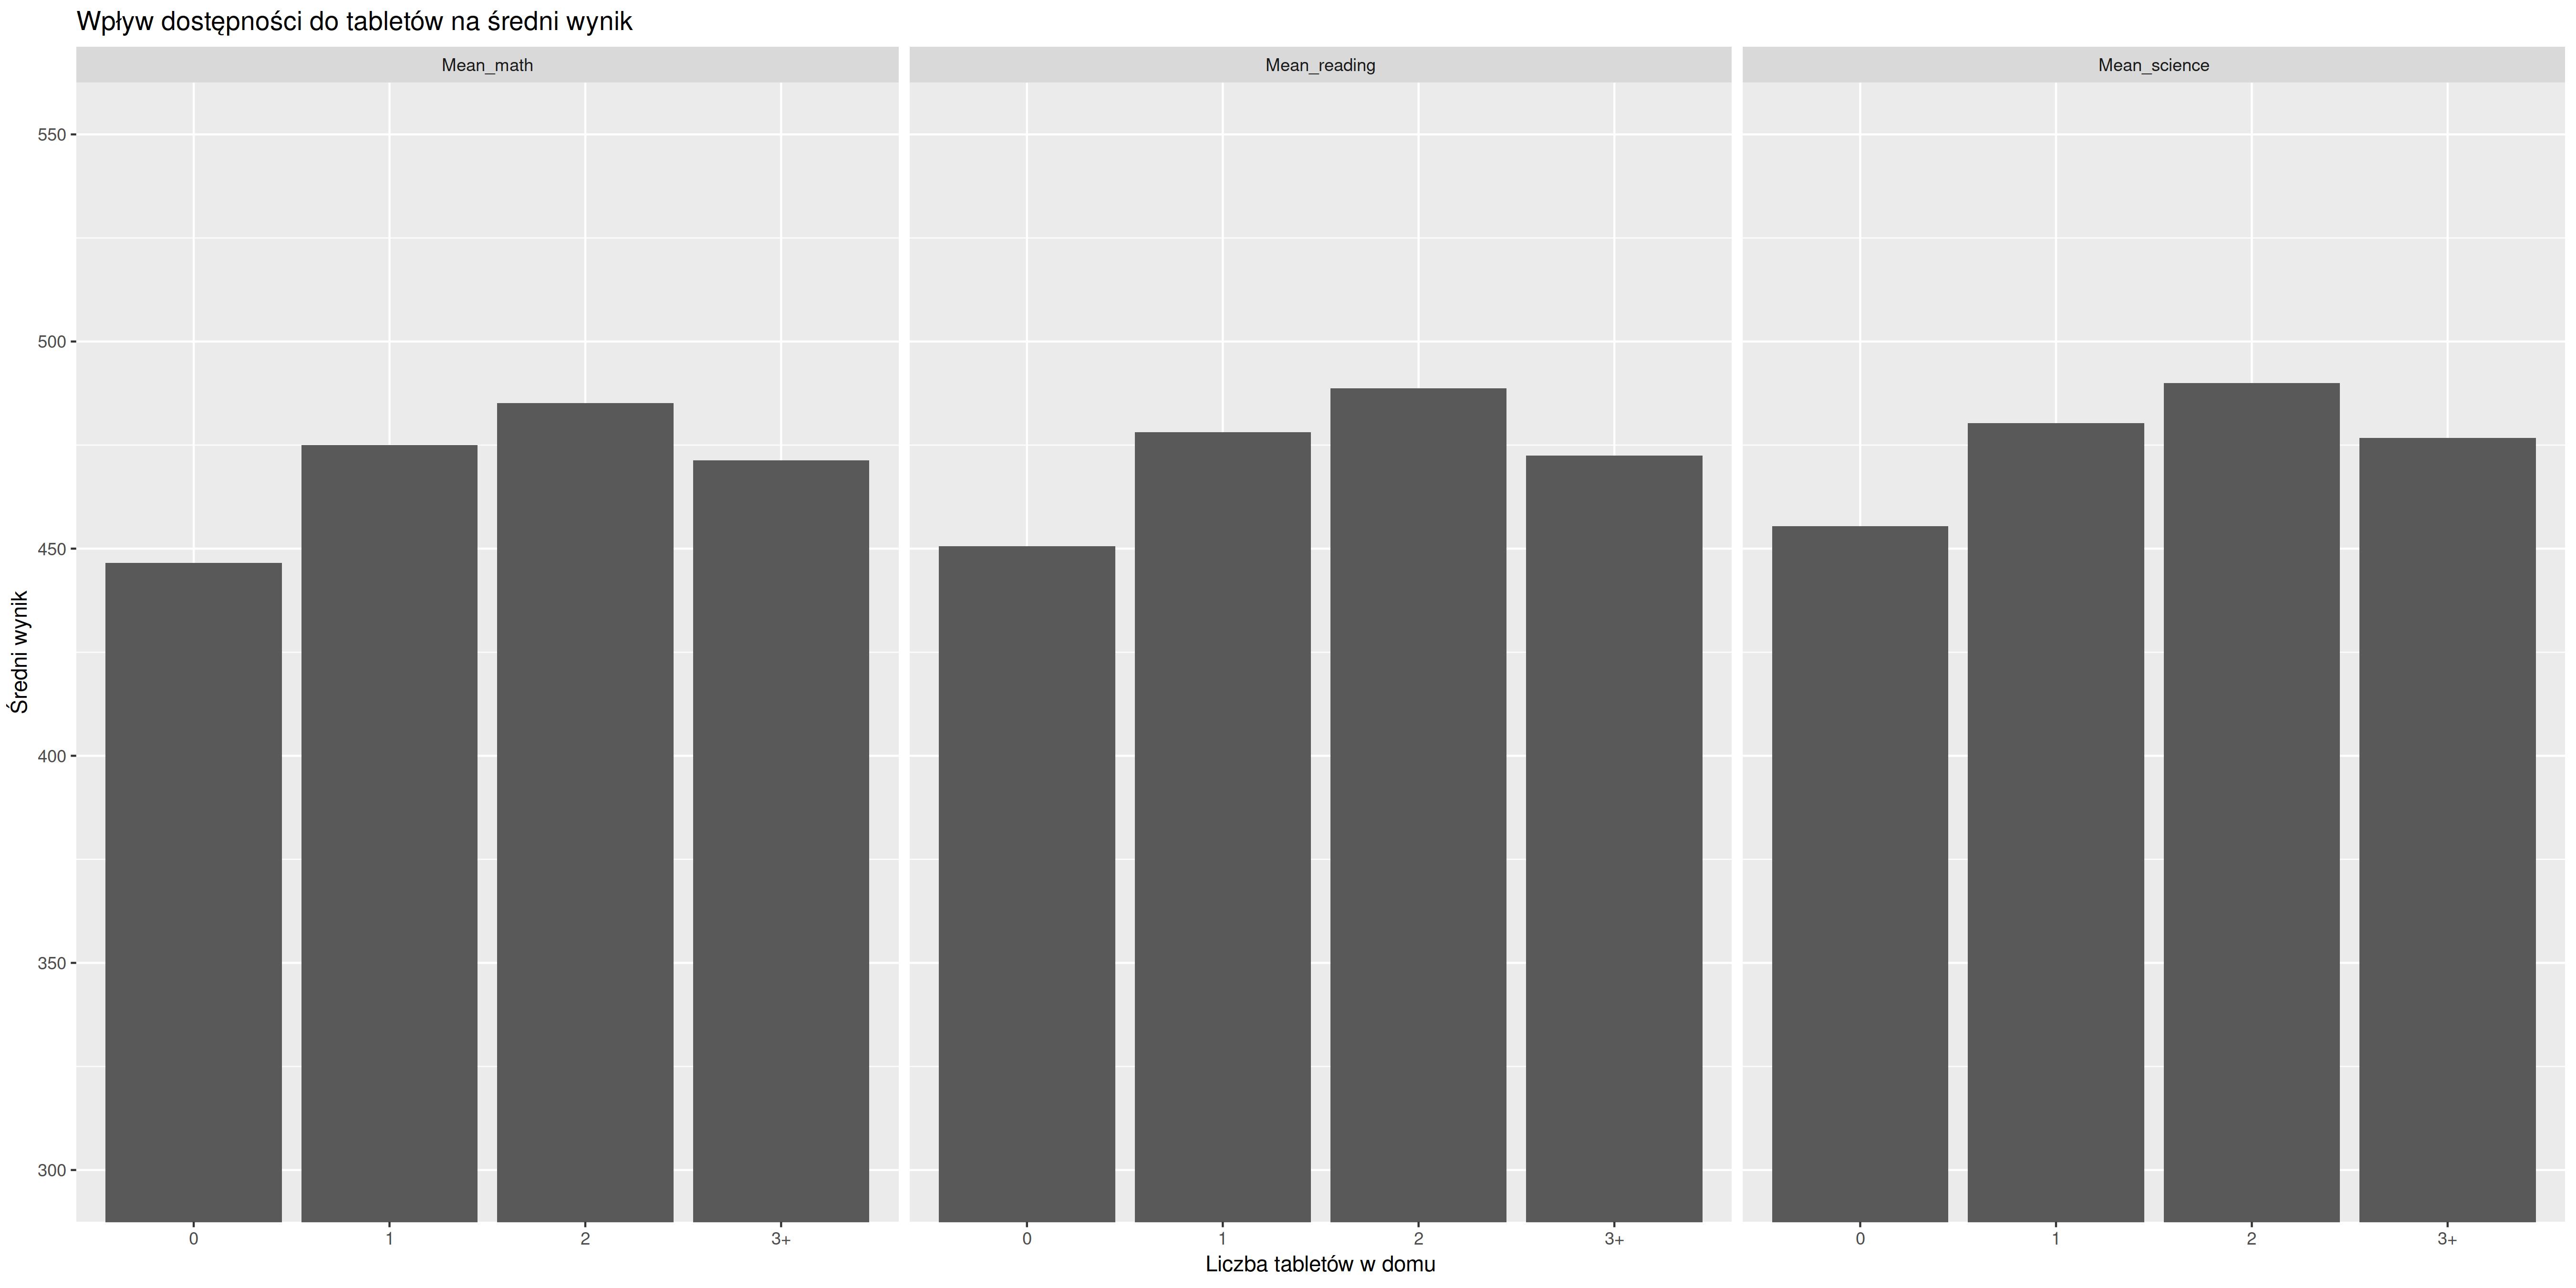 Wpływ dostępności do tabletów na średni wynik
Mean_math Mean_reading Mean_science
550
500
450
400
350
300
Średni wynik
0 1 2 3+ 0 1 2 3+ 0 1 2 3+
Liczba tabletów w domu